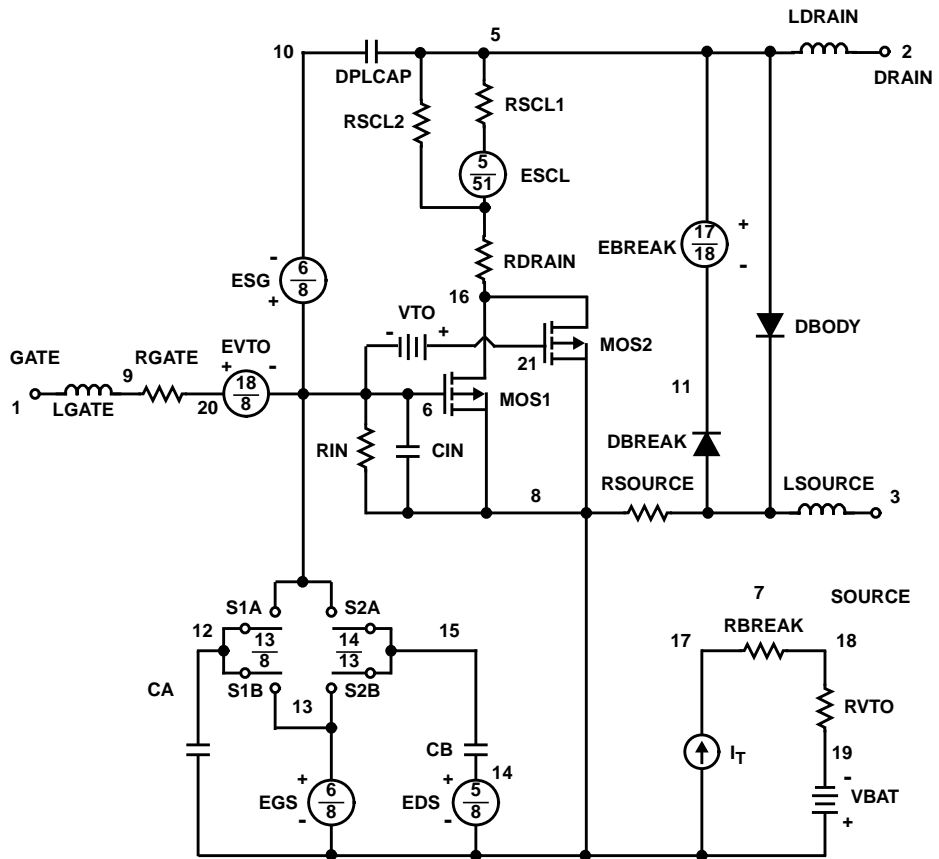 LDRAIN
5
10
2
DPLCAP
DRAIN
RSCL1
RSCL2
5
51
ESCL
+
17
18
EBREAK
-
-
6
8
ESG
+
RDRAIN
16
VTO
- +
DBODY
MOS2
GATE
RGATE
EVTO
9
+ -
18
8
21
11
1
LGATE
20
6
MOS1
DBREAK
RIN
CIN
LSOURCE
RSOURCE
8
3
7
SOURCE
S1A
S2A
12
13
8
14
13
15
RBREAK
17
18
S1B
S2B
CA
13
RVTO
CB
19
IT
14
+
+
-
EGS
6
8
EDS
5
8
VBAT
-
-
+